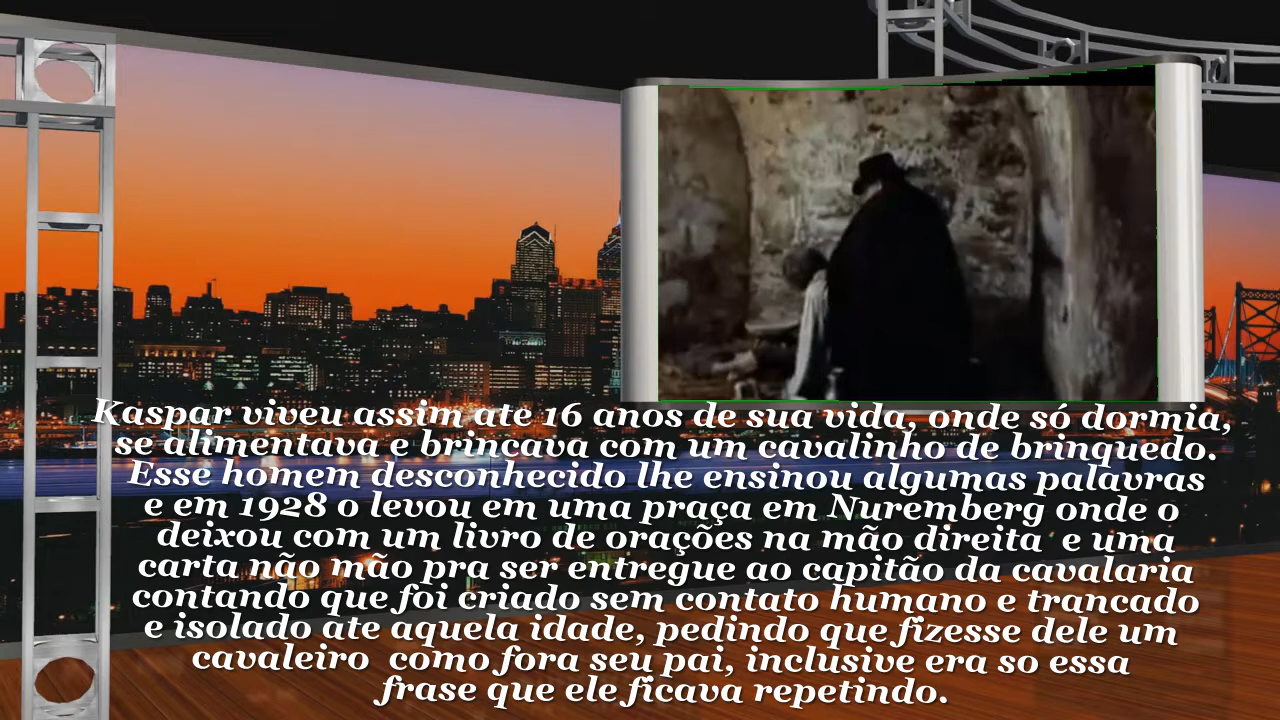 Kaspar viveu assim ate 16 anos de sua vida, onde só dormia,
se alimentava e brincava com um cavalinho de brinquedo.
Esse homem desconhecido lhe ensinou algumas palavras
e em 1928 o levou em uma praça em Nuremberg onde o
deixou com um livro de orações na mão direita e uma
carta não mão pra ser entregue ao capitão da cavalaria
contando que foi criado sem contato humano e trancado
e isolado ate aquela idade, pedindo que fizesse dele um
cavaleiro como fora seu pai, inclusive era so essa
frase que ele ficava repetindo.